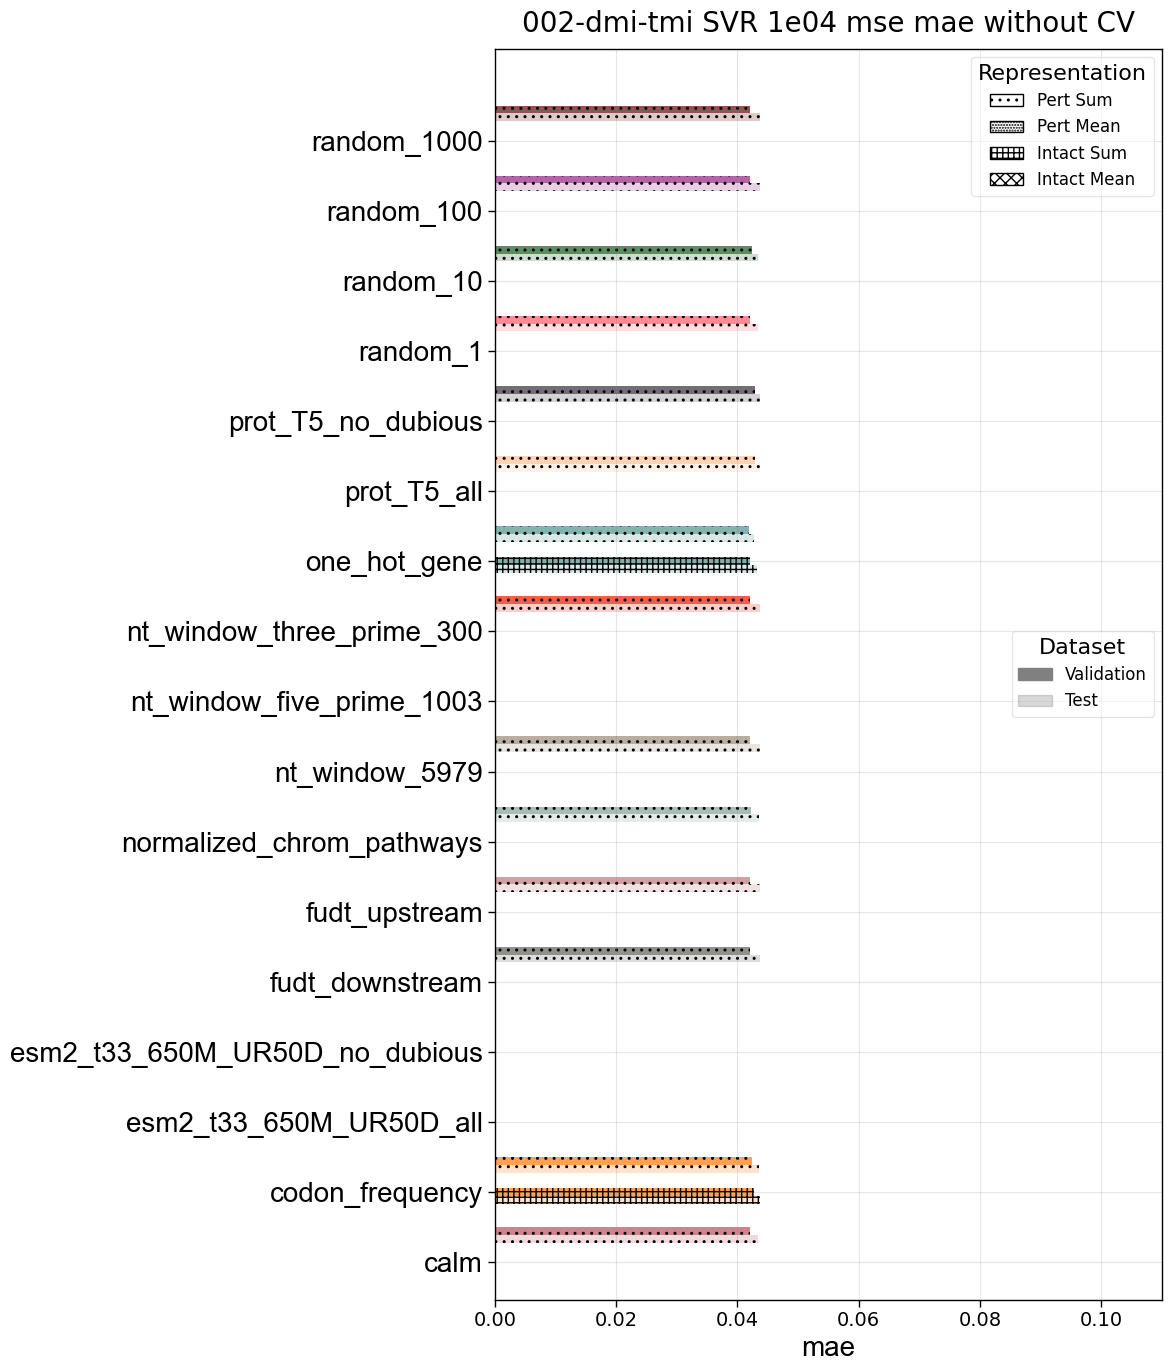 002-dmi-tmi SVR 1e04 mse mae without CV
Representation
Pert Sum
Pert Mean
Intact Sum
Intact Mean
random_1000
random_100
random_10
random_1
prot_T5_no_dubious
prot_T5_all
one_hot_gene
nt_window_three_prime_300
Dataset
Validation
Test
nt_window_five_prime_1003
nt_window_5979
normalized_chrom_pathways
fudt_upstream
fudt_downstream
esm2_t33_650M_UR50D_no_dubious
esm2_t33_650M_UR50D_all
codon_frequency
calm
0.00 0.02 0.04 0.06 0.08 0.10
mae